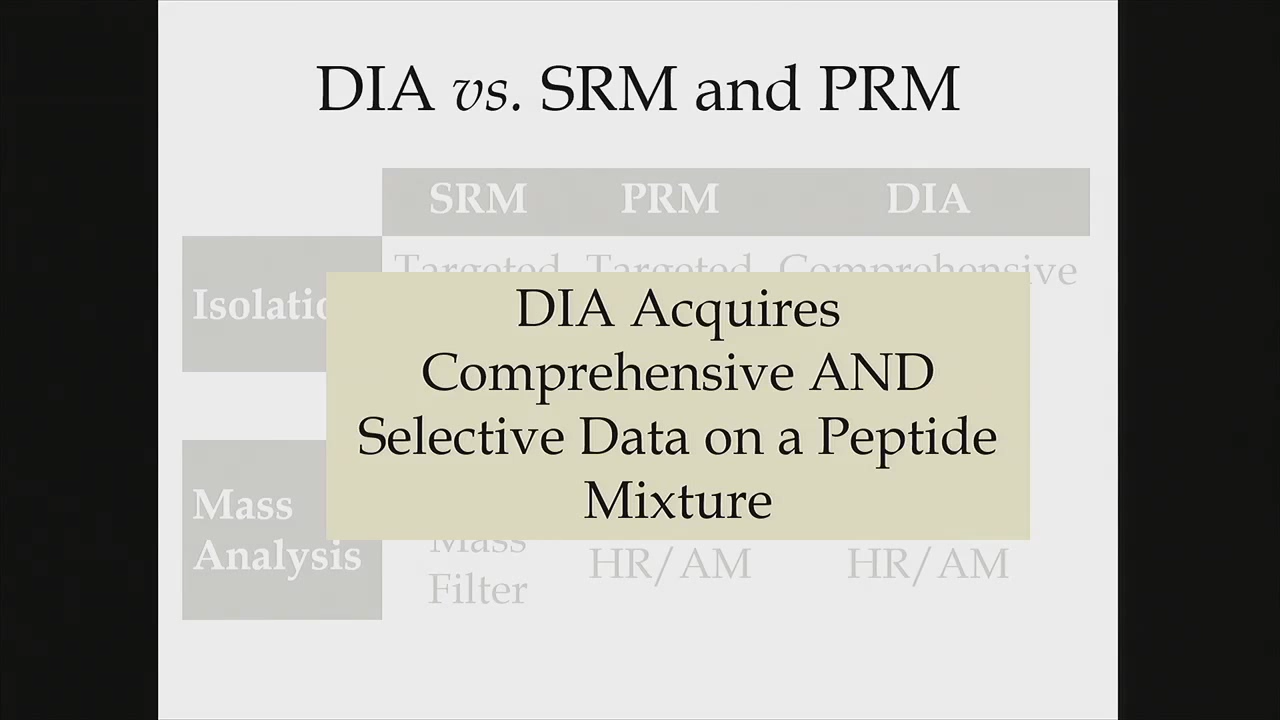 DIA vs. SRM and PRM
SRM PRM DIA
Targeted Targeted Comprehensive
DIA Acquires
Comprehensive AND
Selective Data on a Peptide
Mixture
Mass
Analysis
Mass
Filter
HR/AM HR/AM